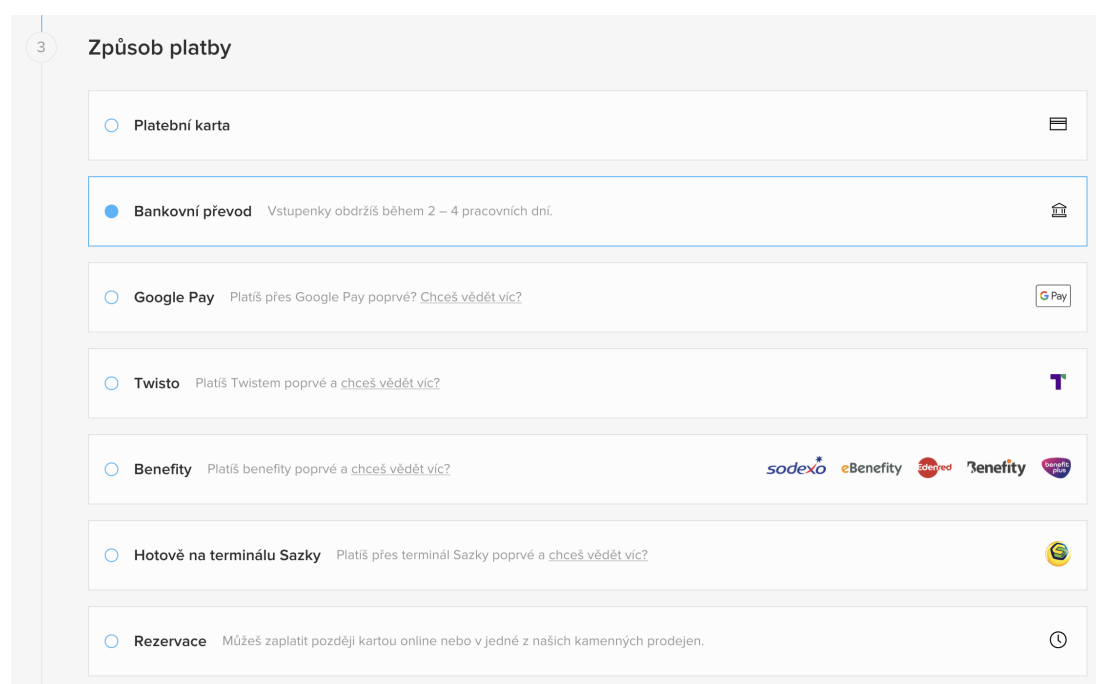 3
Způsob platby
Platební karta
Bankovní převod Vstupenky obdržíš během 2 – 4 pracovních dní.
Google Pay Platíš přes Google Pay poprvé? Chceš vědět víc? G Pay
Twisto Platíš Twistem poprvé a chceš vědět víc?
Benefity Platíš benefity poprvé a chceš vědět víc? sodexo eBenefity Edenred Benefity benefit plus
Hotově na terminálu Sazky Platíš přes terminál Sazky poprvé a chceš vědět víc?
Rezervace Můžeš zaplatit později kartou online nebo v jedné z našich kamenných prodejen.